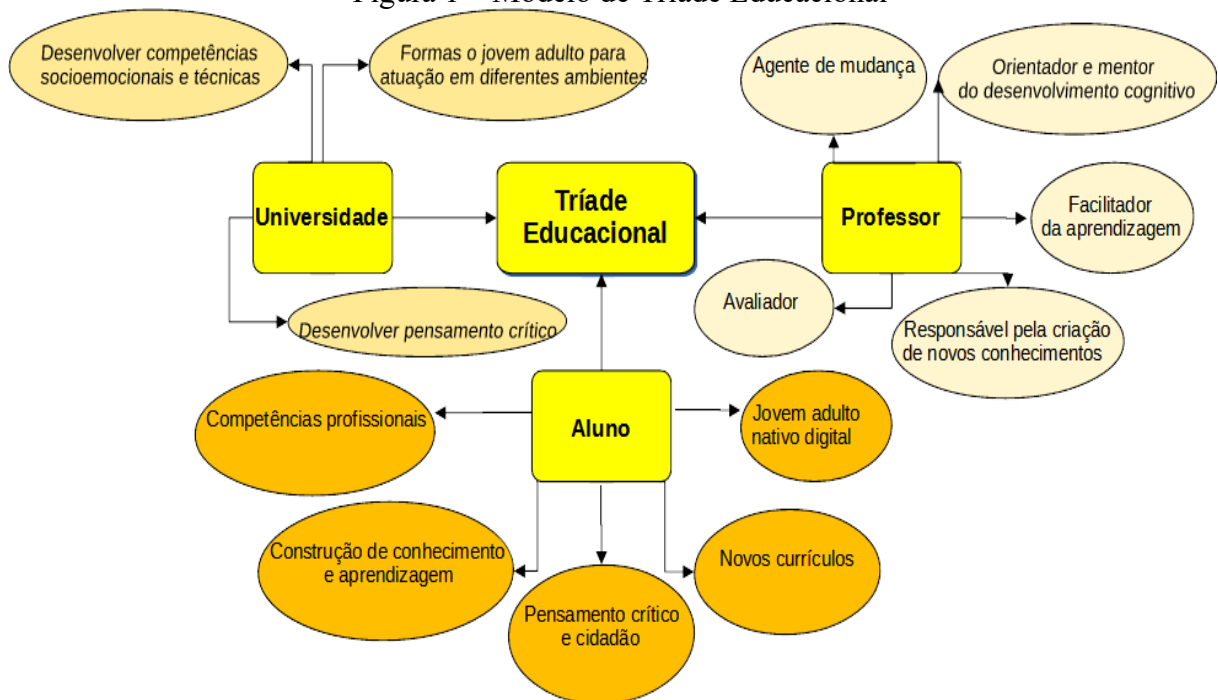 Figura 1 – Modelo de Tríade Educacional
Desenvolver competências
socioemocionais e técnicas
Formas o jovem adulto para
atuação em diferentes ambientes
Agente de mudança
Orientador e mentor
do desenvolvimento cognitivo
Universidade
Tríade
Educacional
Professor
Facilitador
da aprendizagem
Avaliador
Desenvolver pensamento crítico
Responsável pela criação
de novos conhecimentos
Competências profissionais
Aluno
Jovem adulto
nativo digital
Construção de conhecimento
e aprendizagem
Novos currículos
Pensamento crítico
e cidadão